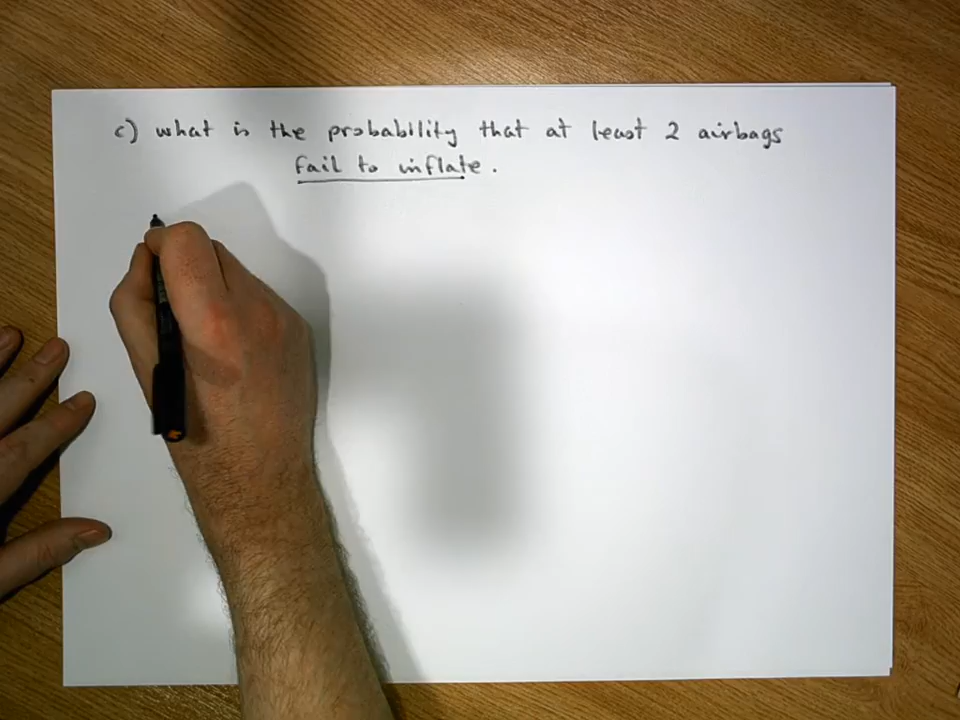 c) what is the probability that at least 2 airbags
fail to inflate.